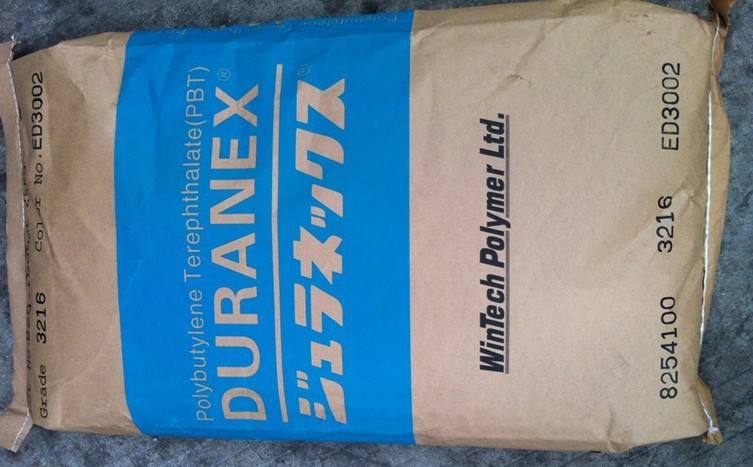 Grade 3216 Color No. ED3002
Polybutylene Terephthalate(PBT)
DURANEX®
ジュラネックス®
WinTech Polymer Ltd.
8254100 3216 ED3002